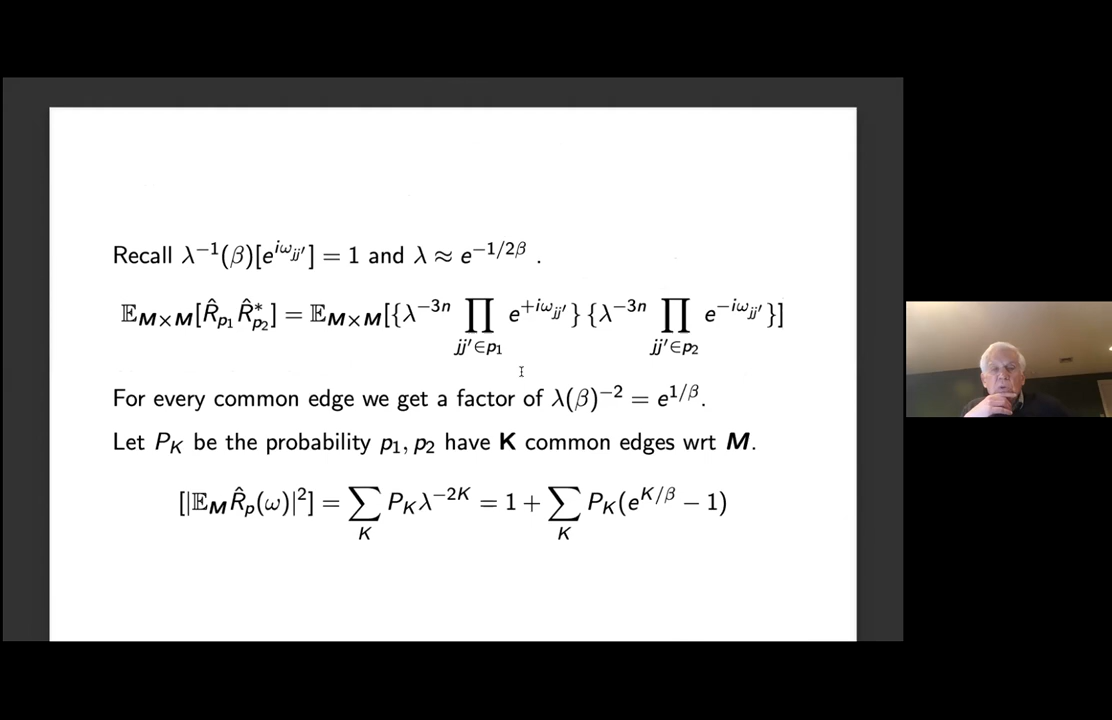 Recall λ⁻¹(β)[e^{iω_{jj'}}] = 1 and λ ≈ e^{−1/2β} .
𝔼_{M×M}[R̂_{p₁} R̂*_{p₂}] = 𝔼_{M×M}[{λ^{−3n} ∏_{jj'∈p₁} e^{+iω_{jj'}}} {λ^{−3n} ∏_{jj'∈p₂} e^{−iω_{jj'}}}]
For every common edge we get a factor of λ(β)^{−2} = e^{1/β}.
Let P_K be the probability p₁, p₂ have K common edges wrt M.
[|𝔼_M R̂_p(ω)|²] = ∑_K P_K λ^{−2K} = 1 + ∑_K P_K(e^{K/β} − 1)